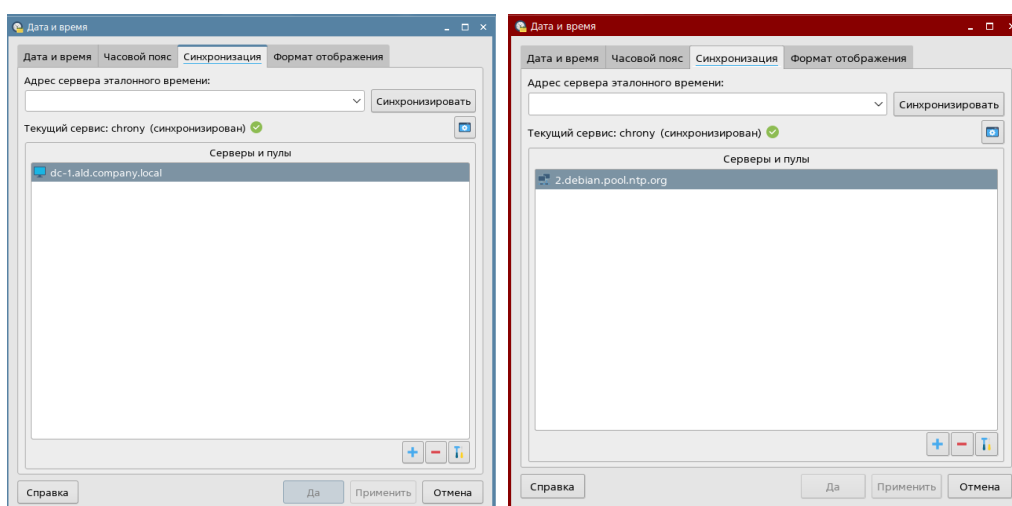 Дата и время
Дата и время Часовой пояс Синхронизация Формат отображения
Адрес сервера эталонного времени:
Синхронизировать
Текущий сервис: chrony (синхронизирован)
Серверы и пулы
dc-1.ald.company.local
Справка Да Применить Отмена
Дата и время
Дата и время Часовой пояс Синхронизация Формат отображения
Адрес сервера эталонного времени:
Синхронизировать
Текущий сервис: chrony (синхронизирован)
Серверы и пулы
2.debian.pool.ntp.org
Справка Да Применить Отмена